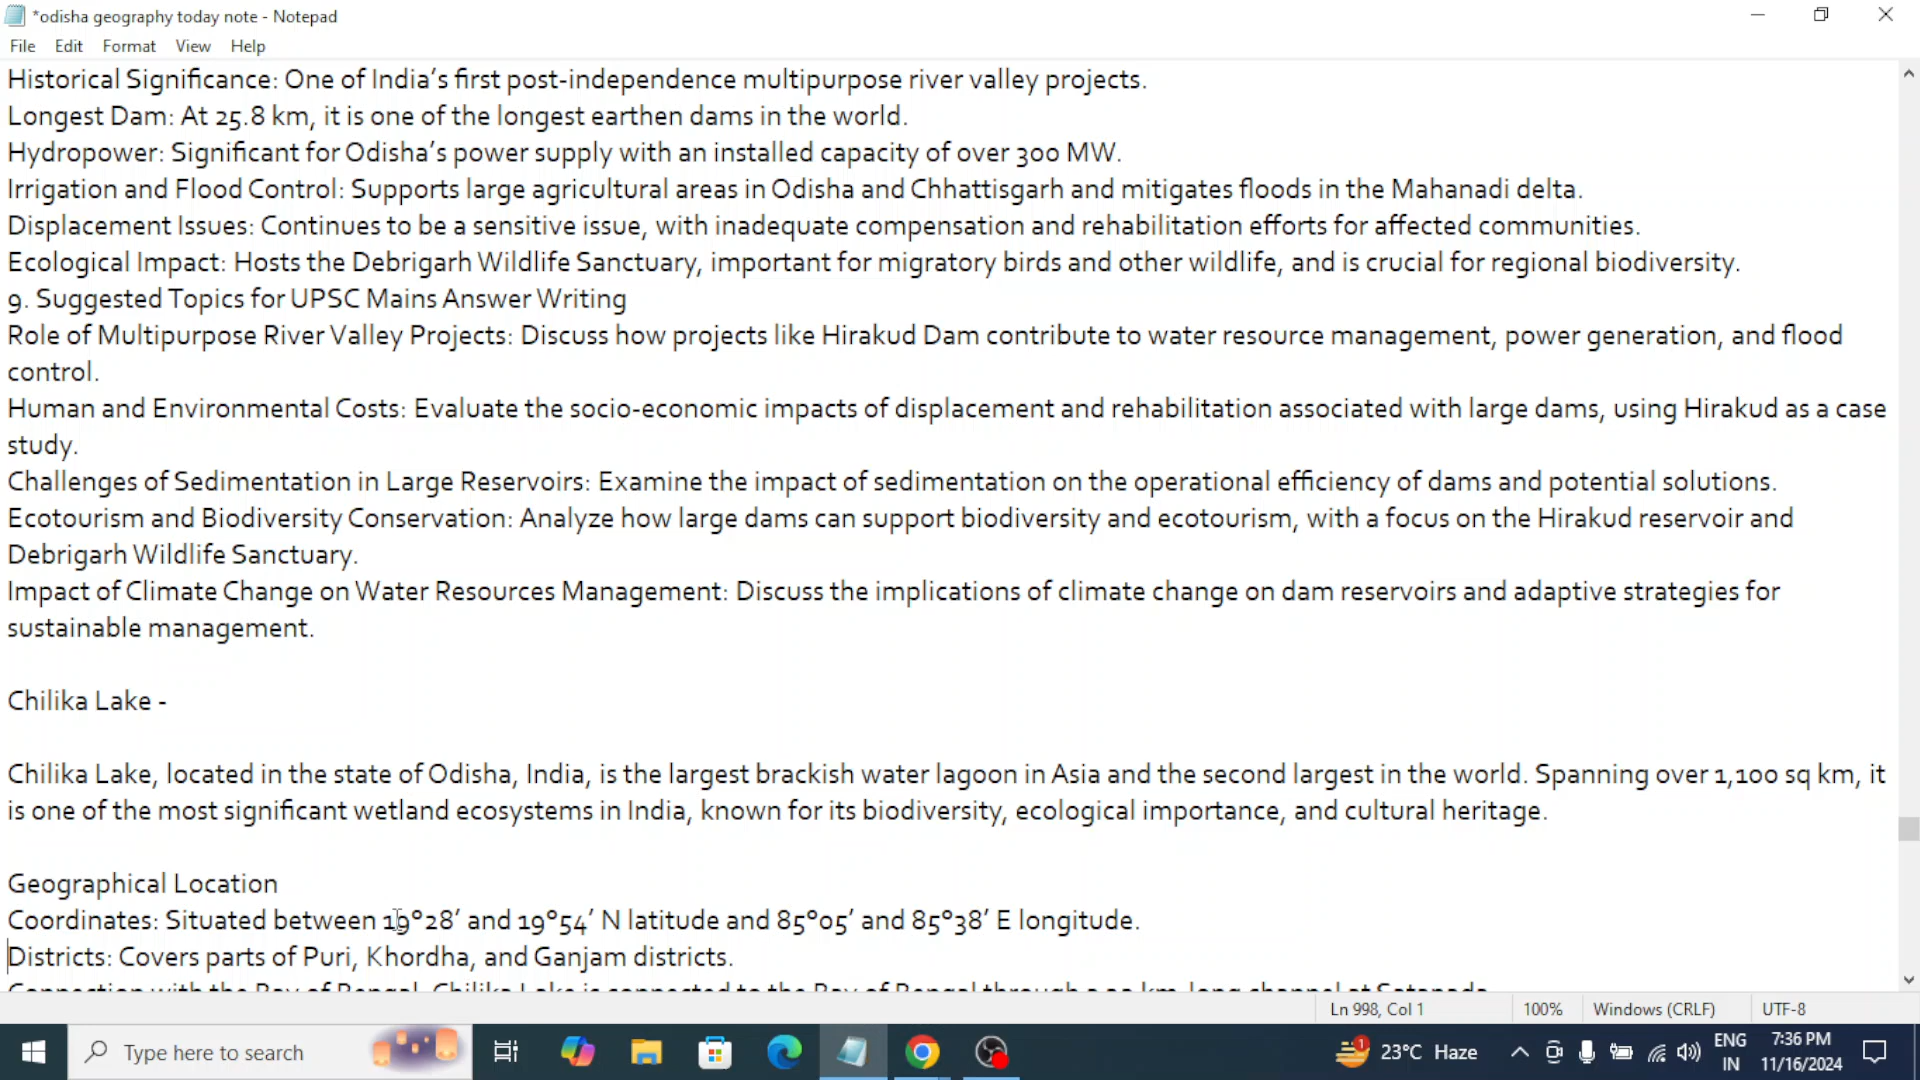 *odisha geography today note - Notepad
File Edit Format View Help
Historical Significance: One of India's first post-independence multipurpose river valley projects.
Longest Dam: At 25.8 km, it is one of the longest earthen dams in the world.
Hydropower: Significant for Odisha's power supply with an installed capacity of over 300 MW.
Irrigation and Flood Control: Supports large agricultural areas in Odisha and Chhattisgarh and mitigates floods in the Mahanadi delta.
Displacement Issues: Continues to be a sensitive issue, with inadequate compensation and rehabilitation efforts for affected communities.
Ecological Impact: Hosts the Debrigarh Wildlife Sanctuary, important for migratory birds and other wildlife, and is crucial for regional biodiversity.
9. Suggested Topics for UPSC Mains Answer Writing
Role of Multipurpose River Valley Projects: Discuss how projects like Hirakud Dam contribute to water resource management, power generation, and flood
control.
Human and Environmental Costs: Evaluate the socio-economic impacts of displacement and rehabilitation associated with large dams, using Hirakud as a case
study.
Challenges of Sedimentation in Large Reservoirs: Examine the impact of sedimentation on the operational efficiency of dams and potential solutions.
Ecotourism and Biodiversity Conservation: Analyze how large dams can support biodiversity and ecotourism, with a focus on the Hirakud reservoir and
Debrigarh Wildlife Sanctuary.
Impact of Climate Change on Water Resources Management: Discuss the implications of climate change on dam reservoirs and adaptive strategies for
sustainable management.
Chilika Lake -
Chilika Lake, located in the state of Odisha, India, is the largest brackish water lagoon in Asia and the second largest in the world. Spanning over 1,100 sq km, it
is one of the most significant wetland ecosystems in India, known for its biodiversity, ecological importance, and cultural heritage.
Geographical Location
Coordinates: Situated between 19°28′ and 19°54′ N latitude and 85°05′ and 85°38′ E longitude.
Districts: Covers parts of Puri, Khordha, and Ganjam districts.
Connection with the Bay of Bengal: Chilika Lake is connected to the Bay of Bengal through a
Ln 998, Col 1 100% Windows (CRLF) UTF-8
Type here to search
1 23°C Haze ENG 7:36 PM
IN 11/16/2024